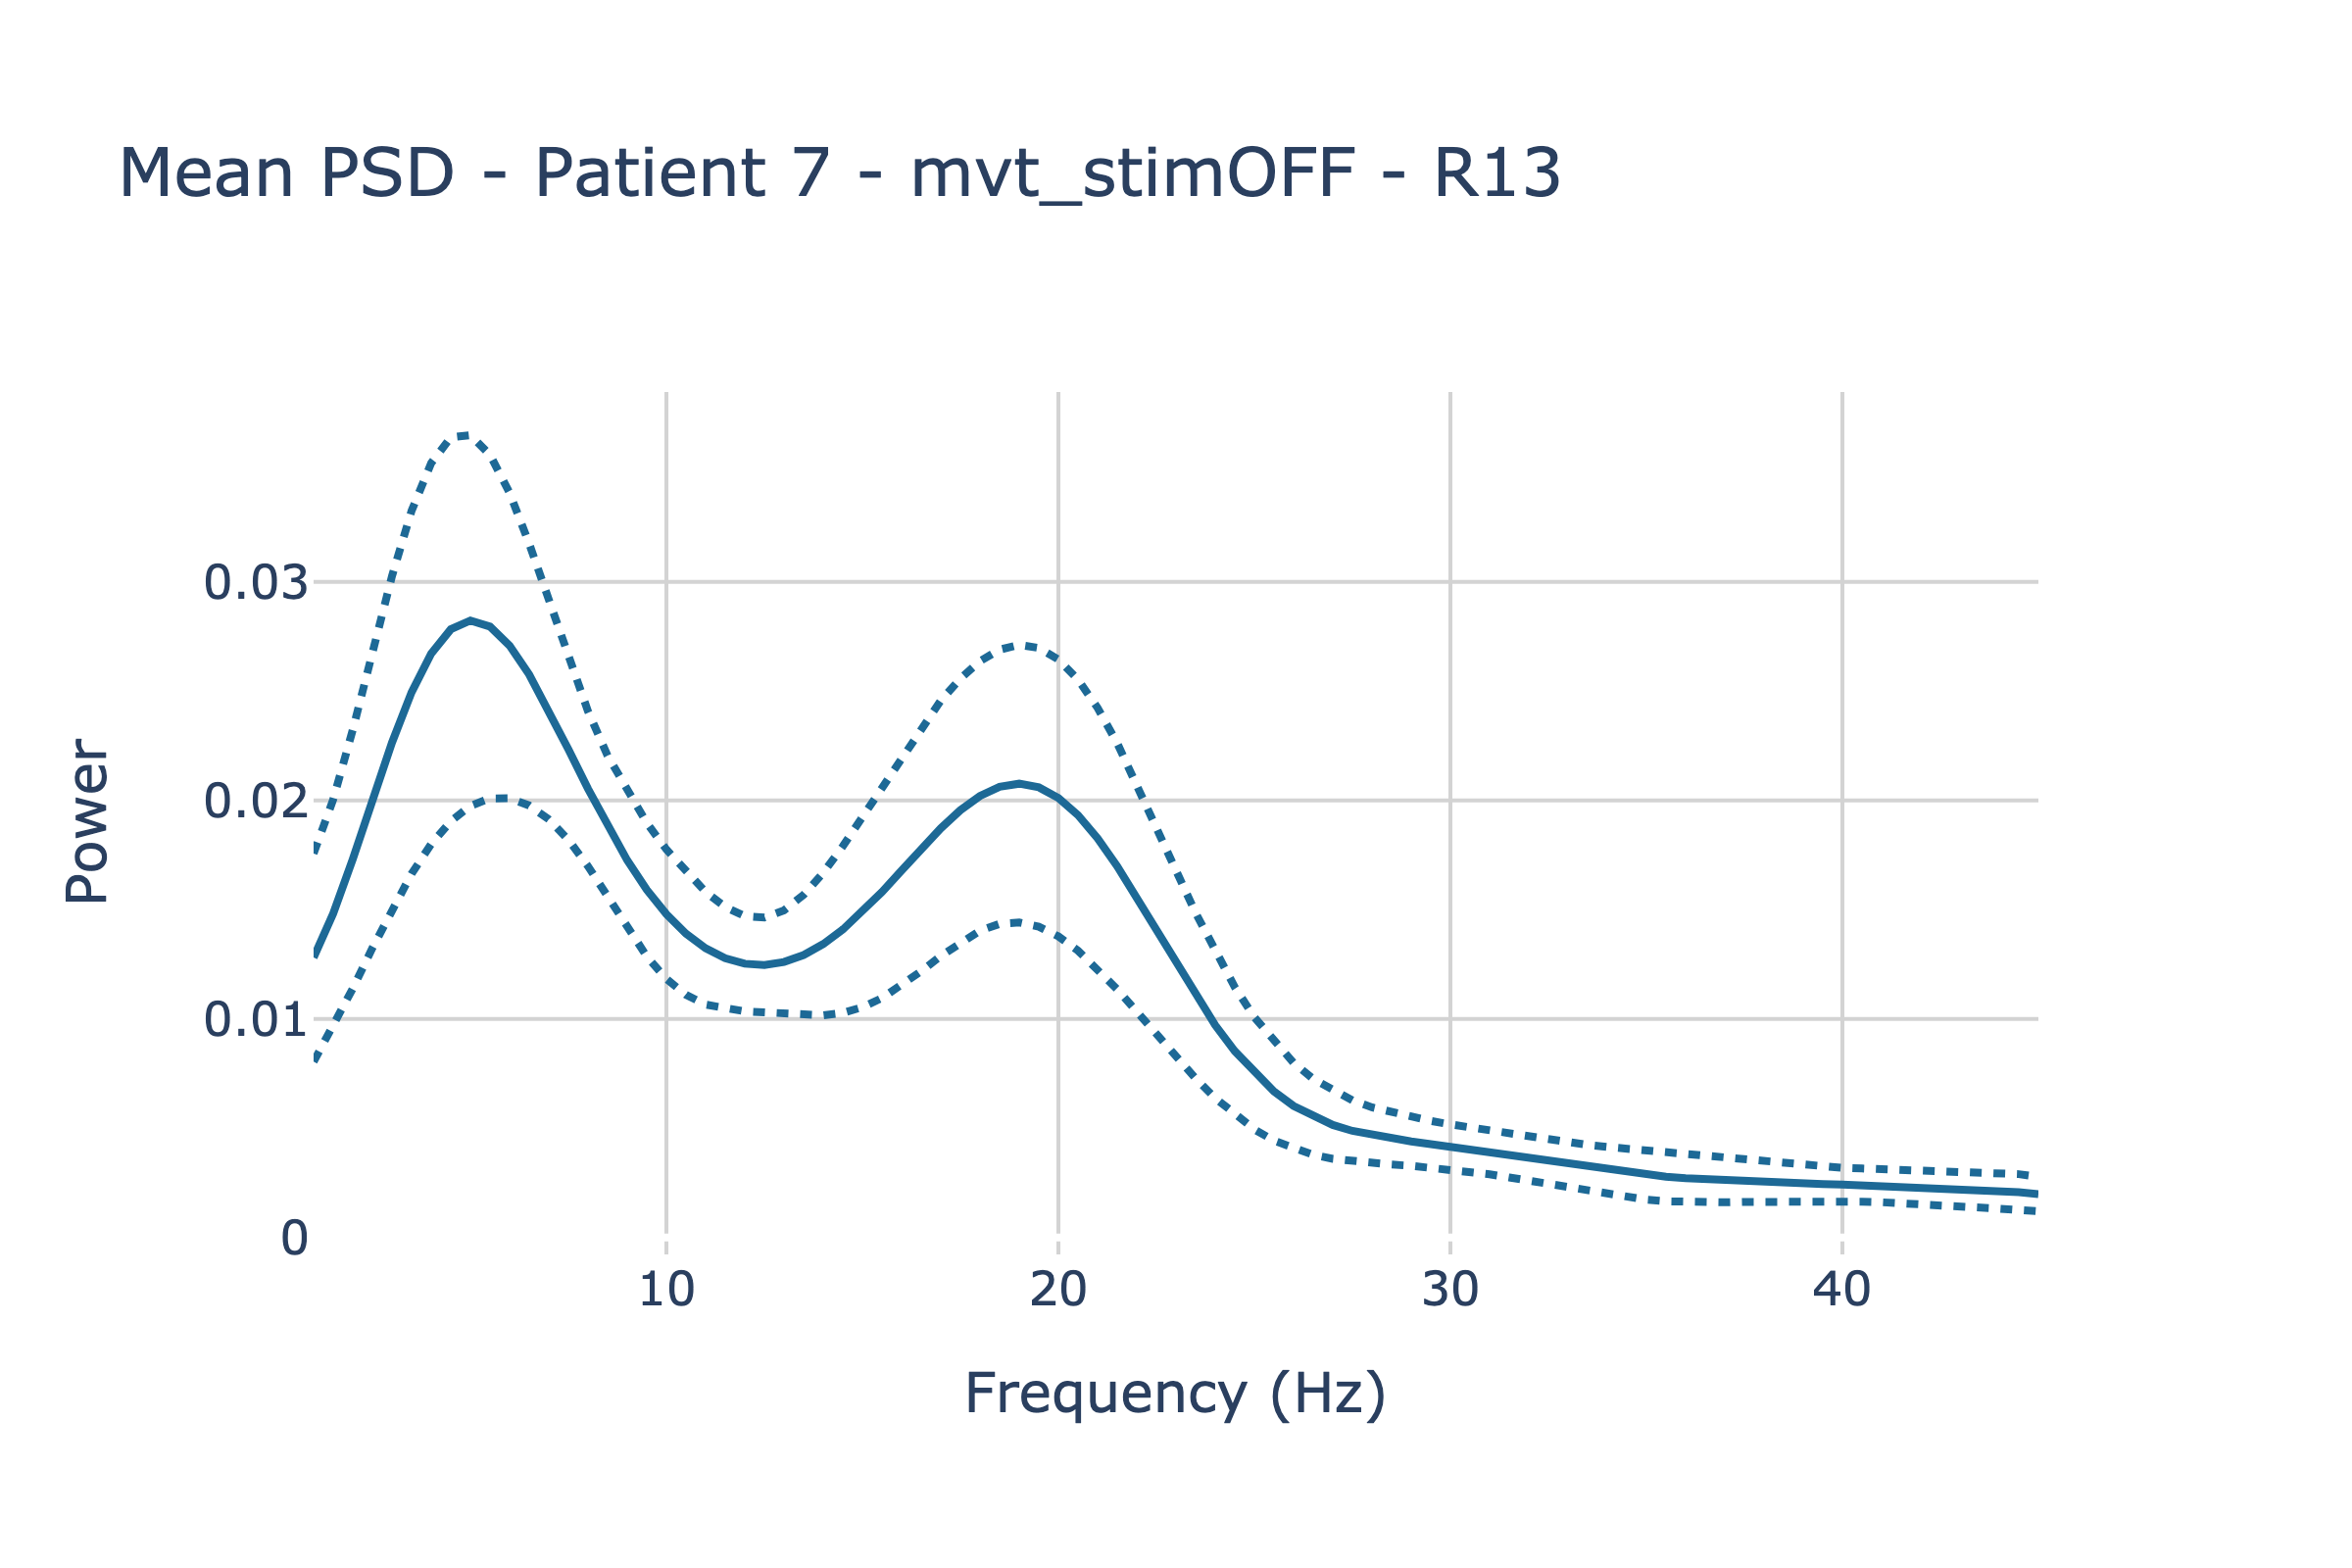 Mean PSD - Patient 7 - mvt_stimOFF - R13
Power
0.03
0.02
0.01
0
10 20 30 40
Frequency (Hz)